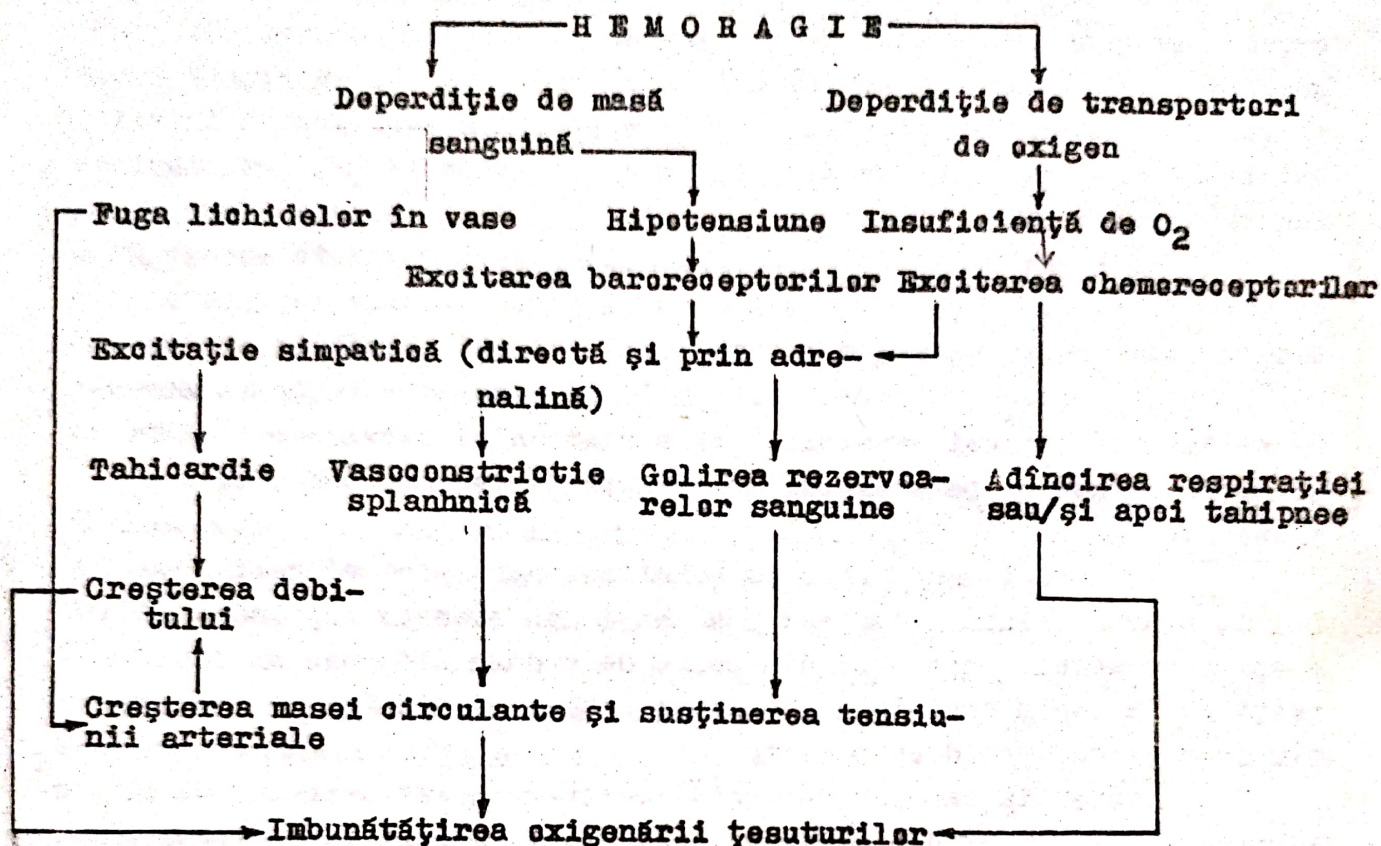 HEMORAGIE
Deperdiţie de masă
sanguină
Deperdiţie de transportori
de oxigen
Fuga lichidelor în vase
Hipotensiune
Insuficienţă de O2
Excitarea baroreceptorilor
Excitarea chemoreceptorilor
Excitaţie simpatică (directă şi prin adre-
nalină)
Tahicardie
Vasoconstrictie
splanhnică
Golirea rezervoa-
relor sanguine
Adîncirea respiraţiei
sau/şi apoi tahipnee
Creşterea debi-
tului
Creşterea masei circulante şi susţinerea tensiu-
nii arteriale
Imbunătăţirea oxigenării ţesuturilor